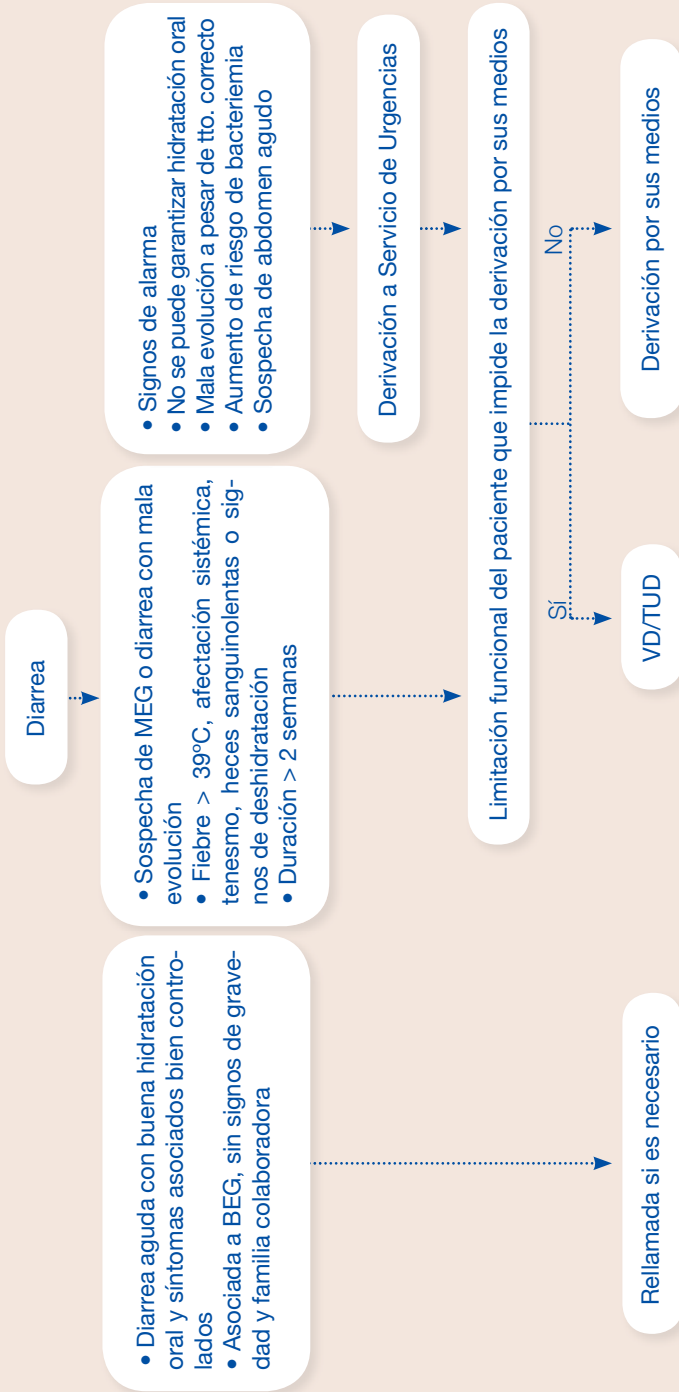 Diarrea
• Diarrea aguda con buena hidratación
oral y síntomas asociados bien contro-
lados
• Asociada a BEG, sin signos de grave-
dad y familia colaboradora
• Sospecha de MEG o diarrea con mala
evolución
• Fiebre > 39ºC, afectación sistémica,
tenesmo, heces sanguinolentas o sig-
nos de deshidratación
• Duración > 2 semanas
• Signos de alarma
• No se puede garantizar hidratación oral
• Mala evolución a pesar de tto. correcto
• Aumento de riesgo de bacteriemia
• Sospecha de abdomen agudo
Derivación a Servicio de Urgencias
Limitación funcional del paciente que impide la derivación por sus medios
Sí
No
Rellamada si es necesario
VD/TUD
Derivación por sus medios